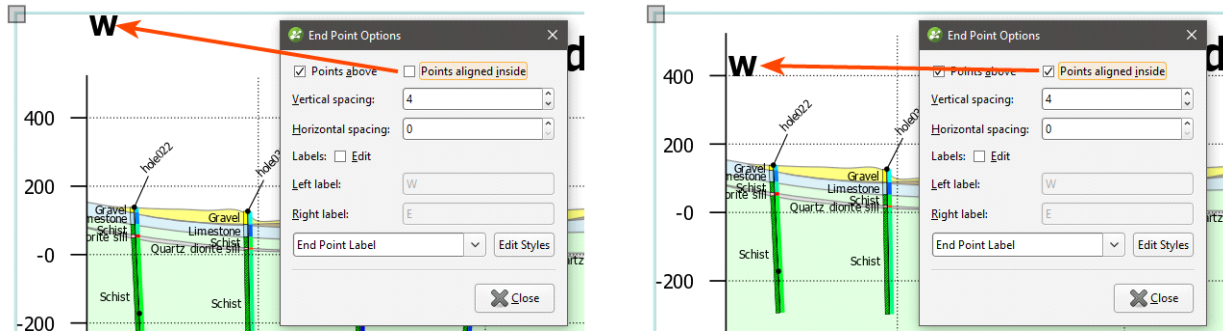 W
End Point Options
Points above Points aligned inside
Vertical spacing: 4
Horizontal spacing: 0
Labels: Edit
Left label: W
Right label: E
End Point Label Edit Styles
Close
d
400
200
-0
-200
hole022
Gravel Gravel
Limestone
Schist Schist
Quartz diorite sill
Schist Schist
W
End Point Options
Points above Points aligned inside
Vertical spacing: 4
Horizontal spacing: 0
Labels: Edit
Left label: W
Right label: E
End Point Label Edit Styles
Close
d
400
200
-0
-200
hole022
Gravel Gravel
Limestone
Schist Schist
Quartz diorite sill
Schist Schist